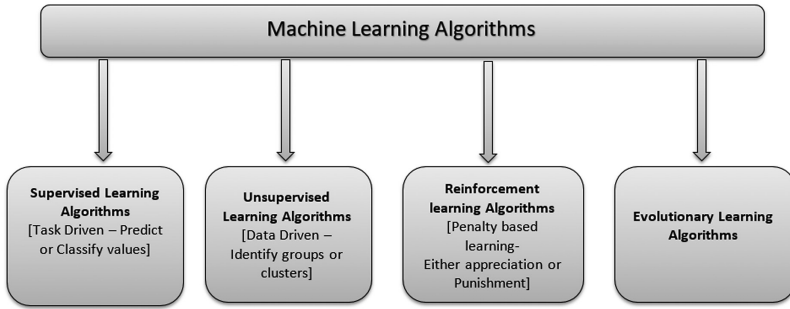 Machine Learning Algorithms
Supervised Learning
Algorithms
[Task Driven – Predict
or Classify values]
Unsupervised
Learning Algorithms
[Data Driven –
Identify groups or
clusters]
Reinforcement
learning Algorithms
[Penalty based
learning-
Either appreciation or
Punishment]
Evolutionary Learning
Algorithms